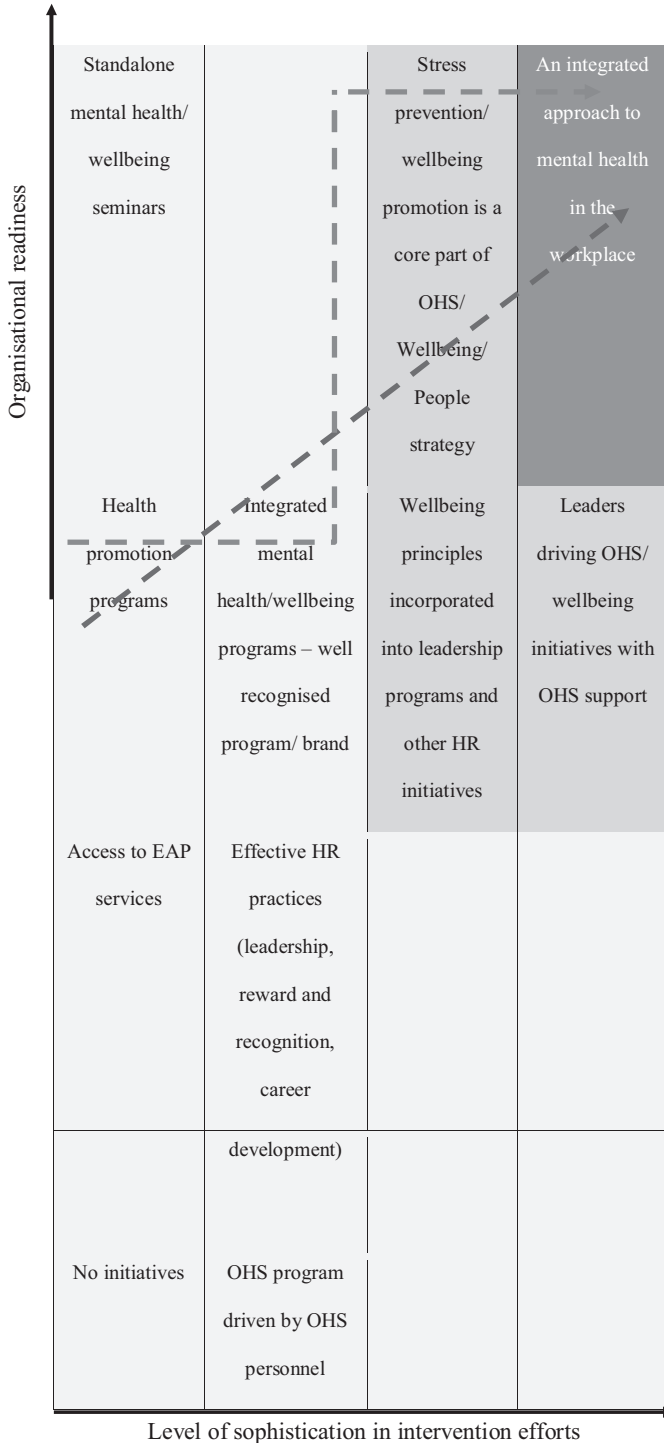 Organisational readiness
Standalone
mental health/
wellbeing
seminars
Stress
prevention/
wellbeing
promotion is a
core part of
OHS/
Wellbeing/
People
strategy
An integrated
approach to
mental health
in the
workplace
Health
promotion
programs
Integrated
mental
health/wellbeing
programs – well
recognised
program/ brand
Wellbeing
principles
incorporated
into leadership
programs and
other HR
initiatives
Leaders
driving OHS/
wellbeing
initiatives with
OHS support
Access to EAP
services
Effective HR
practices
(leadership,
reward and
recognition,
career
development)
No initiatives
OHS program
driven by OHS
personnel
Level of sophistication in intervention efforts